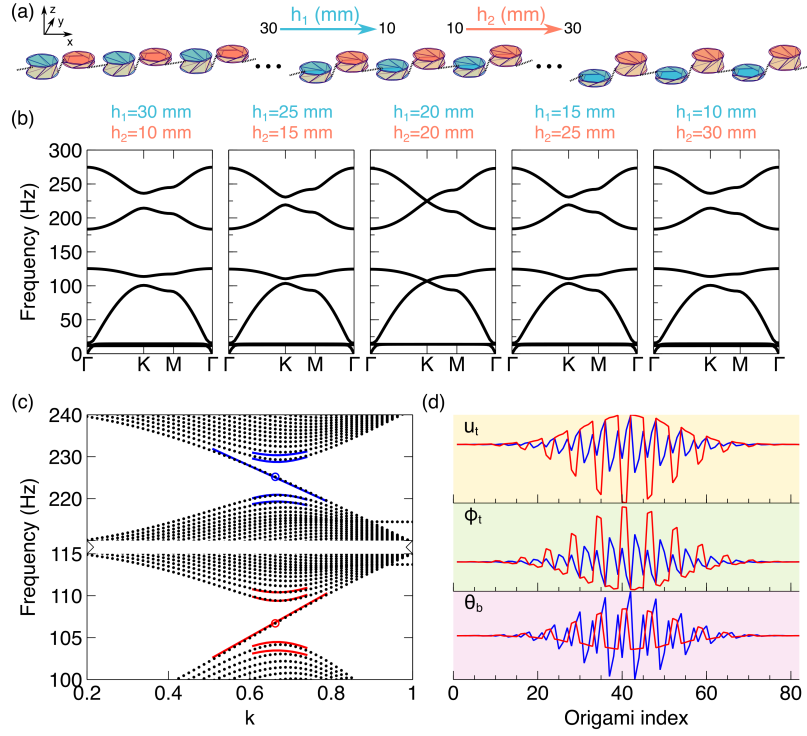 (a)
z
y
x
h₁ (mm)
30
10
h₂ (mm)
10
30
(b)
h₁=30 mm
h₂=10 mm
h₁=25 mm
h₂=15 mm
h₁=20 mm
h₂=20 mm
h₁=15 mm
h₂=25 mm
h₁=10 mm
h₂=30 mm
Frequency (Hz)
300
250
200
150
100
50
0
Γ K M Γ
Γ K M Γ
Γ K M Γ
Γ K M Γ
Γ K M Γ
(c)
Frequency (Hz)
240
230
220
115
110
105
100
0.2 0.4 0.6 0.8 1
k
(d)
uₜ
ϕₜ
θ_b
0 20 40 60 80
Origami index